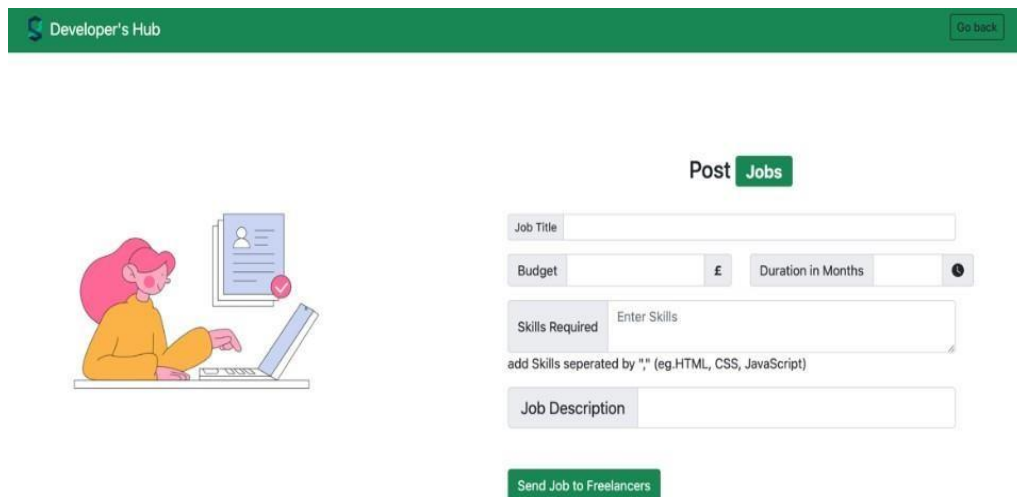 Developer's Hub Go back
Post Jobs
Job Title
Budget £ Duration in Months
Skills Required Enter Skills
add Skills seperated by "," (eg.HTML, CSS, JavaScript)
Job Description
Send Job to Freelancers